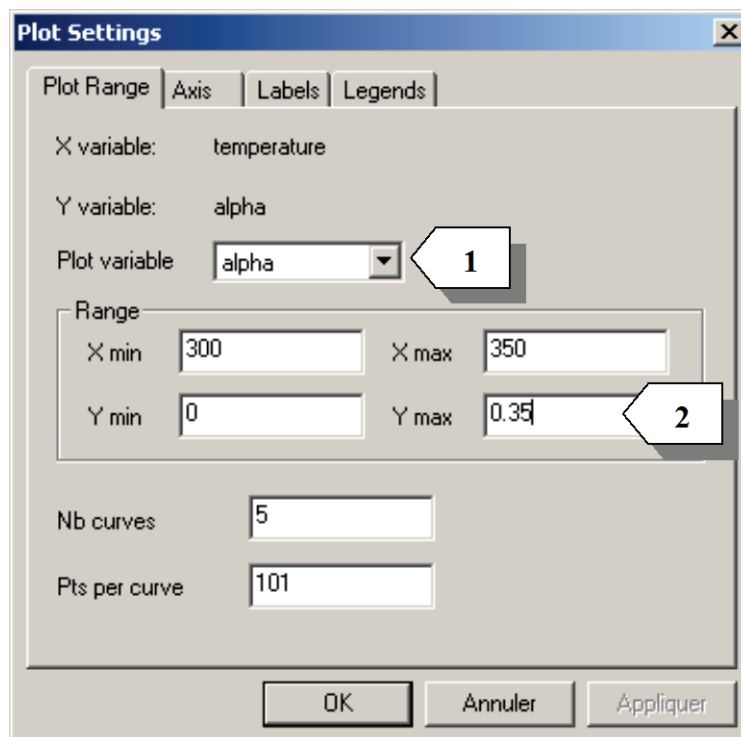 Plot Settings
Plot Range Axis Labels Legends
X variable: temperature
Y variable: alpha
Plot variable alpha 1
Range
X min 300 X max 350
Y min 0 Y max 0.35 2
Nb curves 5
Pts per curve 101
OK Annuler Appliquer